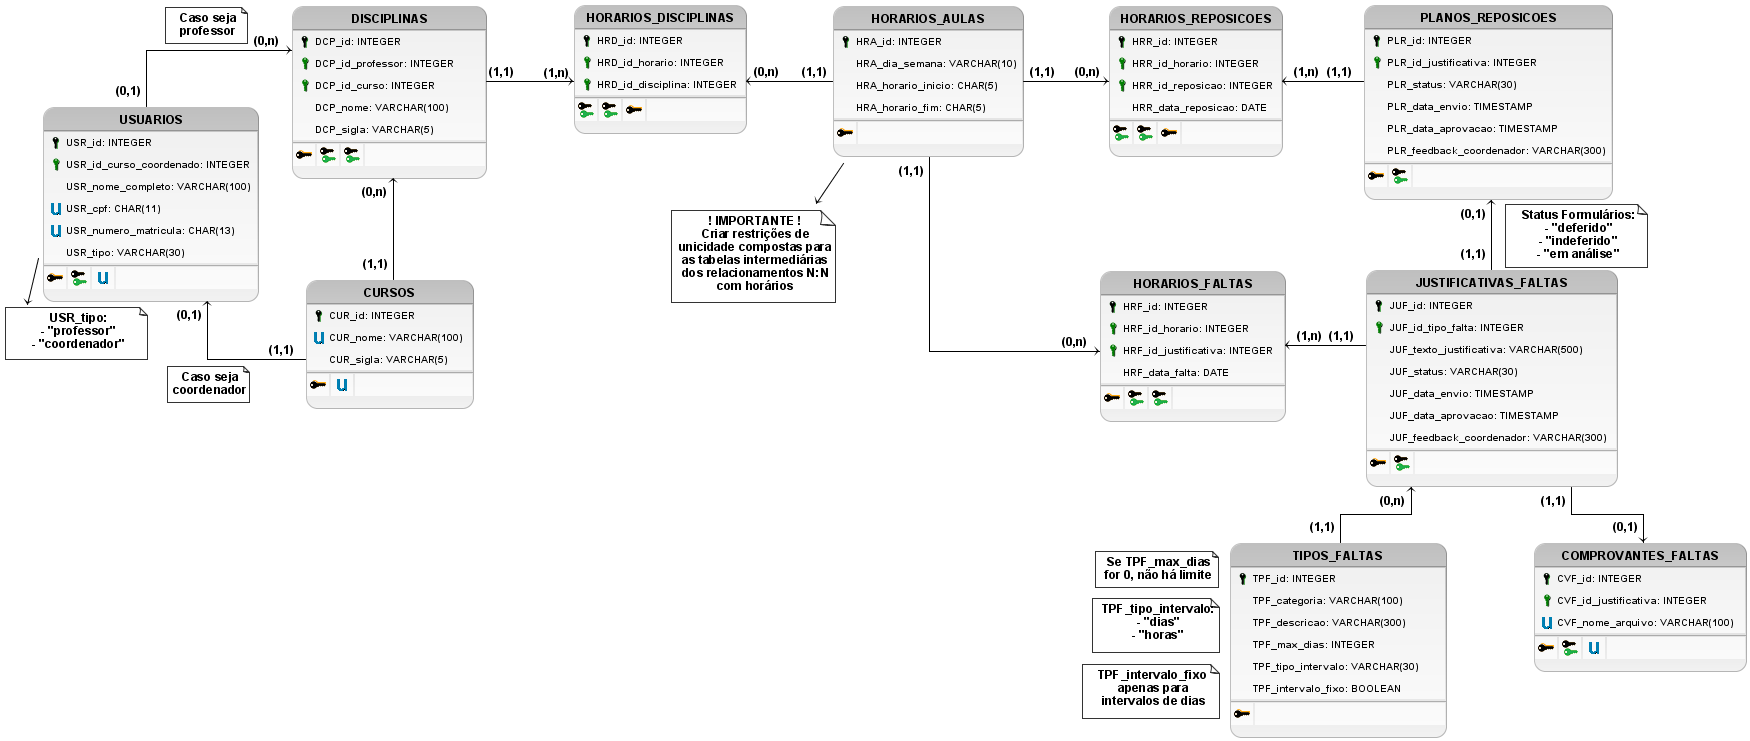 Caso seja
professor
(0,n)
(0,1)
USUARIOS
USR_id: INTEGER
USR_id_curso_coordenado: INTEGER
USR_nome_completo: VARCHAR(100)
USR_cpf: CHAR(11)
USR_numero_matricula: CHAR(13)
USR_tipo: VARCHAR(30)
USR_tipo:
- "professor"
- "coordenador"
(0,1)
(1,1)
Caso seja
coordenador
DISCIPLINAS
DCP_id: INTEGER
DCP_id_professor: INTEGER
DCP_id_curso: INTEGER
DCP_nome: VARCHAR(100)
DCP_sigla: VARCHAR(5)
(0,n)
(1,1)
CURSOS
CUR_id: INTEGER
CUR_nome: VARCHAR(100)
CUR_sigla: VARCHAR(5)
(1,1)
(1,n)
HORARIOS_DISCIPLINAS
HRD_id: INTEGER
HRD_id_horario: INTEGER
HRD_id_disciplina: INTEGER
(0,n)
(1,1)
HORARIOS_AULAS
HRA_id: INTEGER
HRA_dia_semana: VARCHAR(10)
HRA_horario_inicio: CHAR(5)
HRA_horario_fim: CHAR(5)
! IMPORTANTE !
Criar restrições de
unicidade compostas para
as tabelas intermediárias
dos relacionamentos N:N
com horários
(1,1)
(0,n)
(1,1)
(0,n)
HORARIOS_REPOSICOES
HRR_id: INTEGER
HRR_id_horario: INTEGER
HRR_id_reposicao: INTEGER
HRR_data_reposicao: DATE
(1,n)
(1,1)
PLANOS_REPOSICOES
PLR_id: INTEGER
PLR_id_justificativa: INTEGER
PLR_status: VARCHAR(30)
PLR_data_envio: TIMESTAMP
PLR_data_aprovacao: TIMESTAMP
PLR_feedback_coordenador: VARCHAR(300)
(0,1)
(1,1)
Status Formulários:
- "deferido"
- "indeferido"
- "em análise"
HORARIOS_FALTAS
HRF_id: INTEGER
HRF_id_horario: INTEGER
HRF_id_justificativa: INTEGER
HRF_data_falta: DATE
(1,n)
(1,1)
JUSTIFICATIVAS_FALTAS
JUF_id: INTEGER
JUF_id_tipo_falta: INTEGER
JUF_texto_justificativa: VARCHAR(500)
JUF_status: VARCHAR(30)
JUF_data_envio: TIMESTAMP
JUF_data_aprovacao: TIMESTAMP
JUF_feedback_coordenador: VARCHAR(300)
(0,n)
(1,1)
(1,1)
(0,1)
Se TPF_max_dias
for 0, não há limite
TPF_tipo_intervalo:
- "dias"
- "horas"
TPF_intervalo_fixo
apenas para
intervalos de dias
TIPOS_FALTAS
TPF_id: INTEGER
TPF_categoria: VARCHAR(100)
TPF_descricao: VARCHAR(300)
TPF_max_dias: INTEGER
TPF_tipo_intervalo: VARCHAR(30)
TPF_intervalo_fixo: BOOLEAN
COMPROVANTES_FALTAS
CVF_id: INTEGER
CVF_id_justificativa: INTEGER
CVF_nome_arquivo: VARCHAR(100)